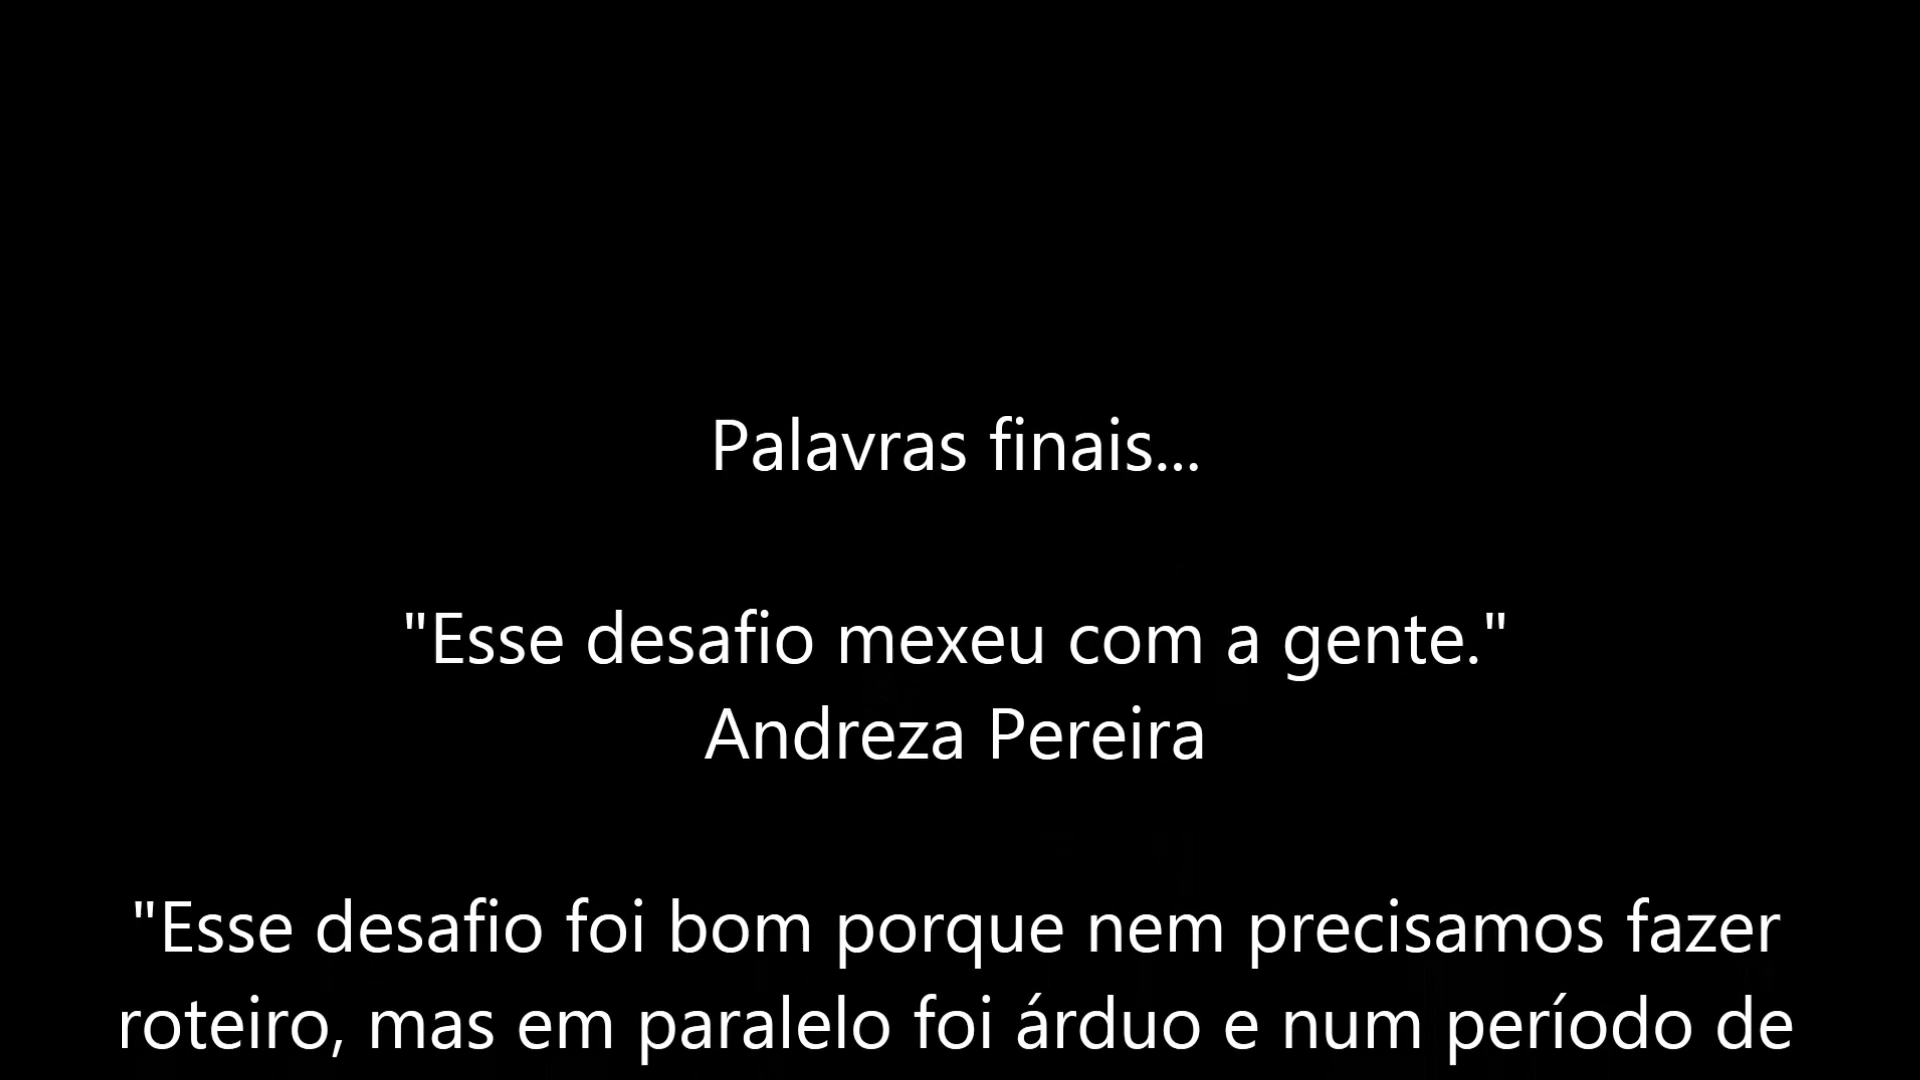 Palavras finais...
"Esse desafio mexeu com a gente."
Andreza Pereira
"Esse desafio foi bom porque nem precisamos fazer
roteiro, mas em paralelo foi árduo e num período de